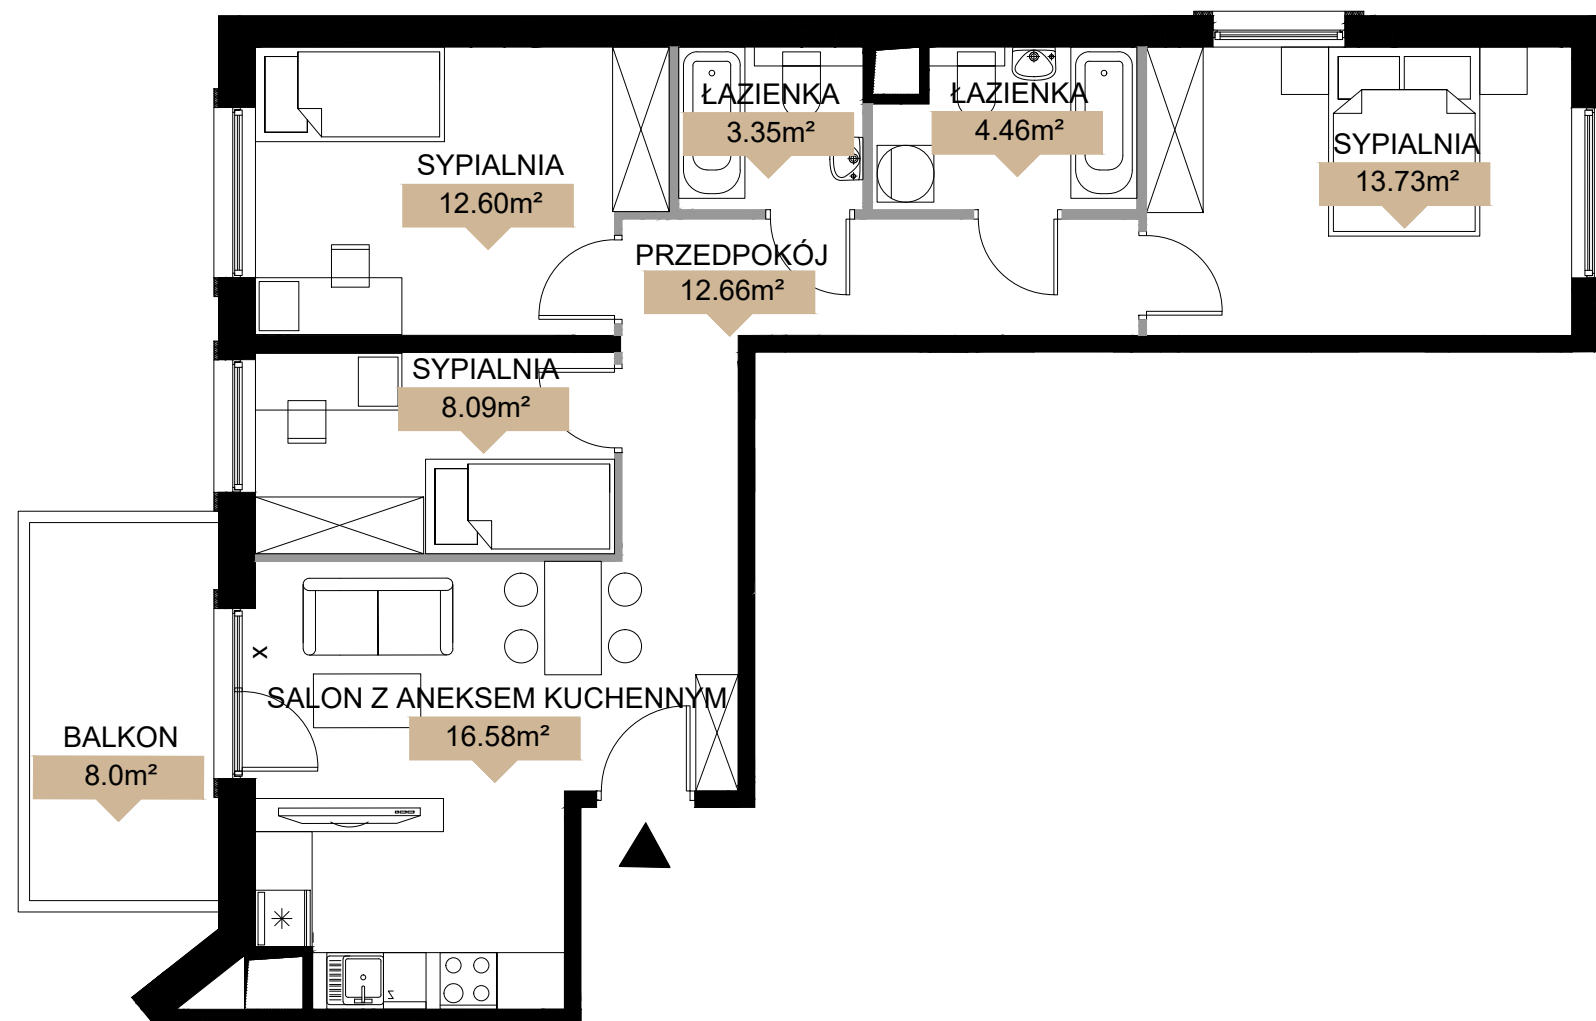 ŁAZIENKA
3.35m²
ŁAZIENKA
4.46m²
SYPIALNIA
13.73m²
SYPIALNIA
12.60m²
PRZEDPOKÓJ
12.66m²
SYPIALNIA
8.09m²
x
SALON Z ANEKSEM KUCHENNYM
16.58m²
BALKON
8.0m²
z